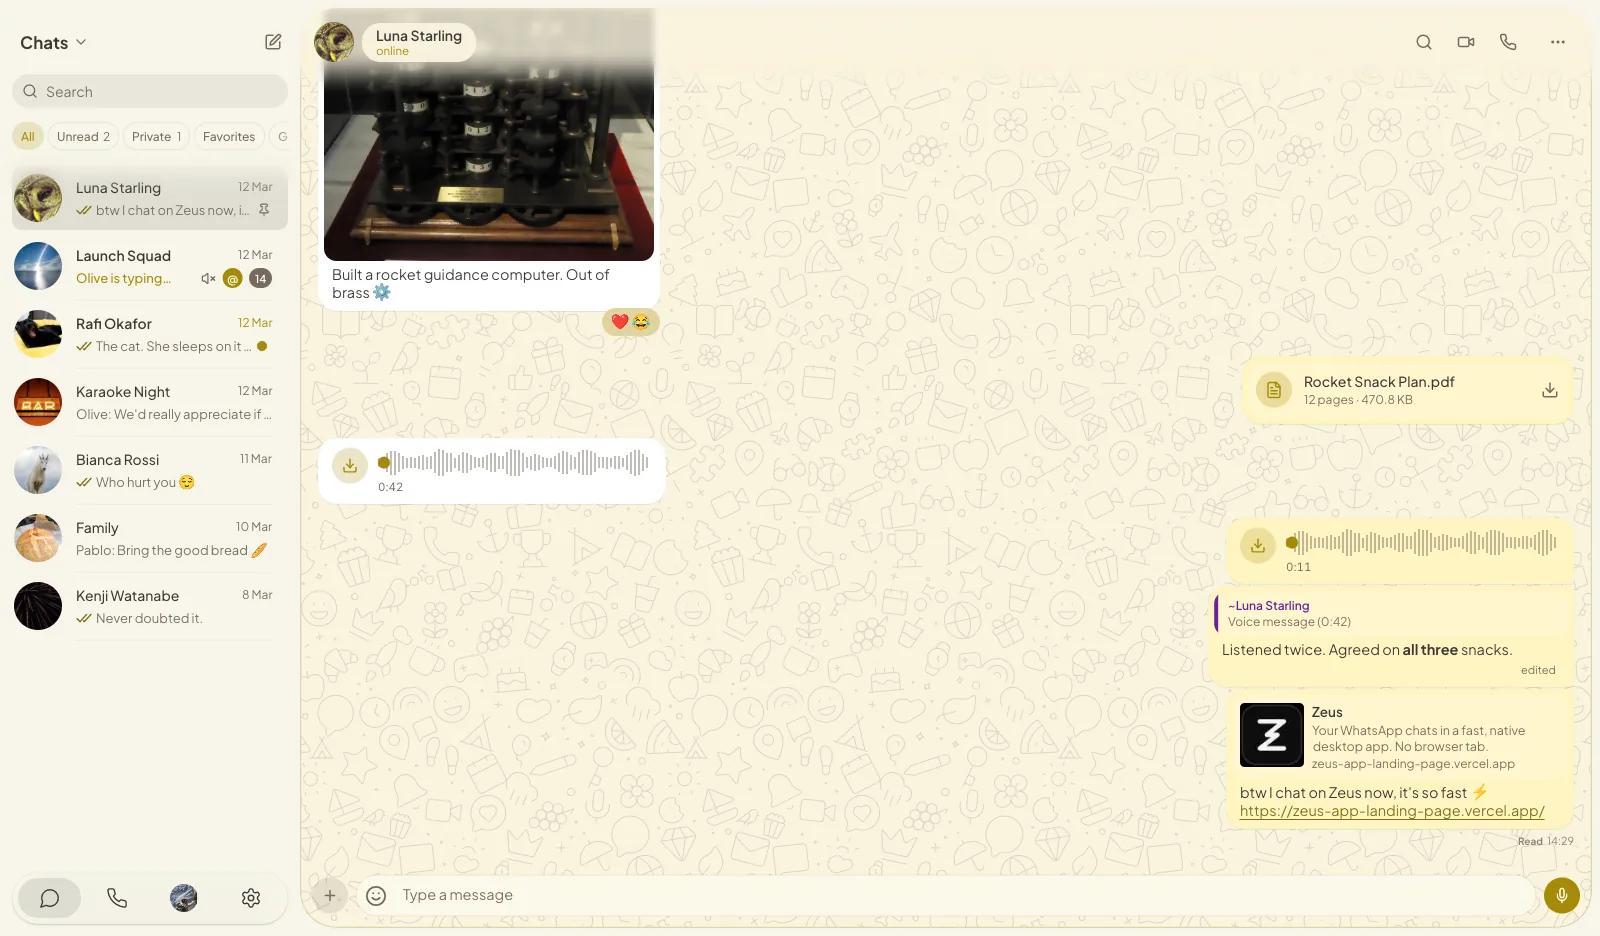 Chats
Search
All
Unread 2
Private 1
Favorites
G
Luna Starling
12 Mar
btw I chat on Zeus now, i...
Launch Squad
12 Mar
Olive is typing...
@
14
Rafi Okafor
12 Mar
The cat. She sleeps on it ...
Karaoke Night
12 Mar
Olive: We'd really appreciate if ...
BAR
Bianca Rossi
11 Mar
Who hurt you 😌
Family
10 Mar
Pablo: Bring the good bread 🥖
Kenji Watanabe
8 Mar
Never doubted it.
Luna Starling
online
Built a rocket guidance computer. Out of
brass ⚙️
❤️😂
Rocket Snack Plan.pdf
12 pages · 470.8 KB
0:42
0:11
~Luna Starling
Voice message (0:42)
Listened twice. Agreed on all three snacks.
edited
Zeus
Your WhatsApp chats in a fast, native
desktop app. No browser tab.
zeus-app-landing-page.vercel.app
btw I chat on Zeus now, it's so fast ⚡
https://zeus-app-landing-page.vercel.app/
Read 14:29
Type a message